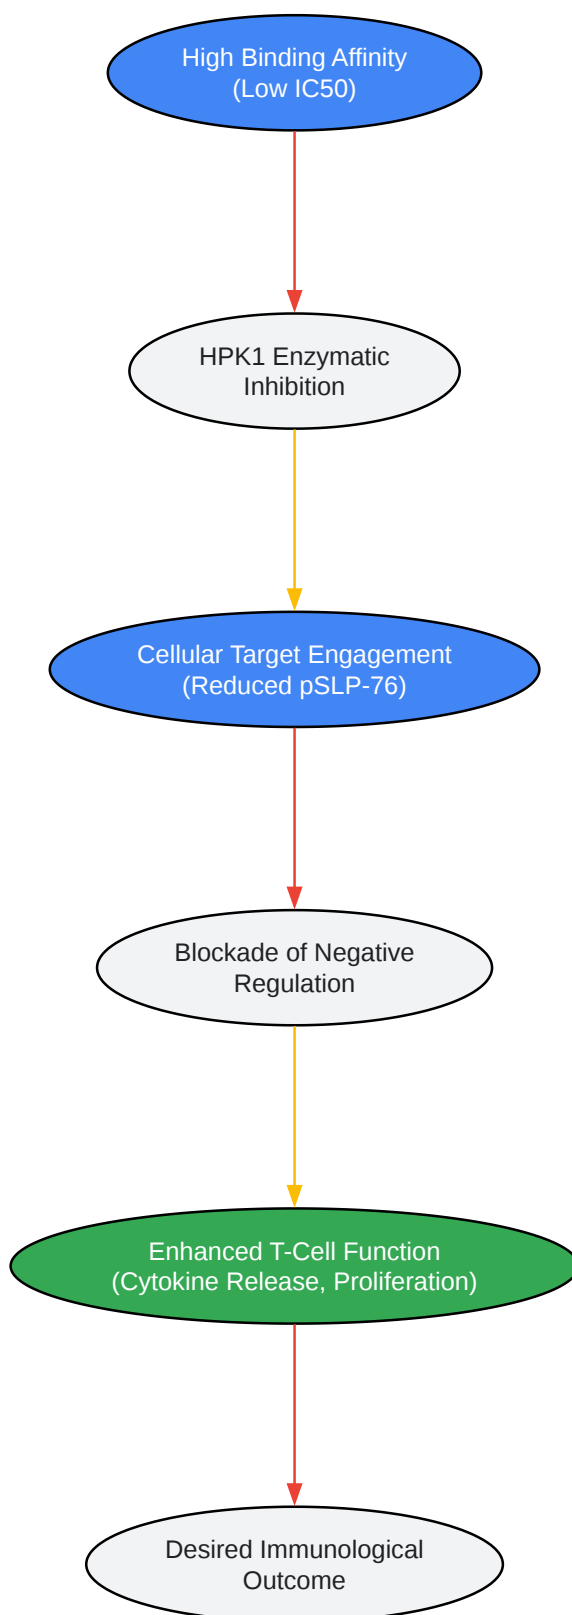 High Binding Affinity
(Low IC50)
HPK1 Enzymatic
Inhibition
Cellular Target Engagement
(Reduced pSLP-76)
Blockade of Negative
Regulation
Enhanced T-Cell Function
(Cytokine Release, Proliferation)
Desired Immunological
Outcome